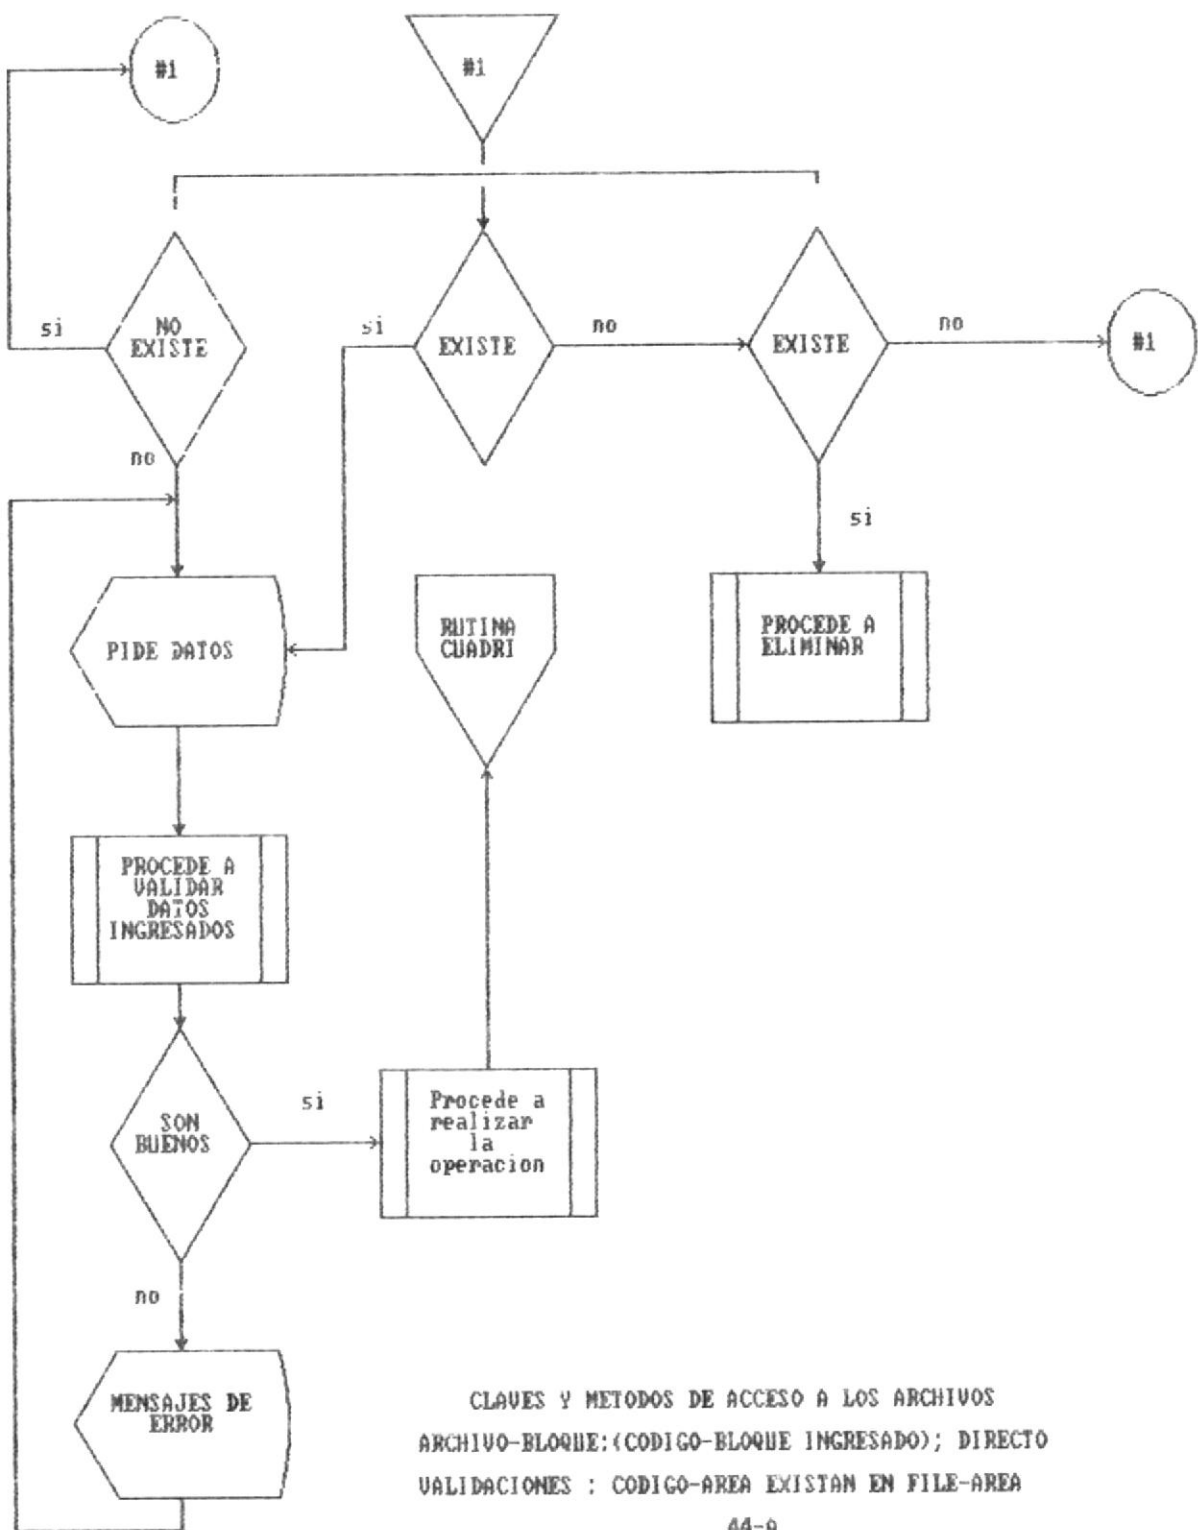 #1
#1
si
NO
EXISTE
si
EXISTE
no
EXISTE
no
#1
no
si
PIDE DATOS
RUTINA
CUADRI
PROCEDE A
ELIMINAR
PROCEDE A
VALIDAR
DATOS
INGRESADOS
SON
BUENOS
si
Procede a
realizar
la
operacion
no
MENSAJES DE
ERROR
CLAVES Y METODOS DE ACCESO A LOS ARCHIVOS
ARCHIVO-BLOQUE:(CODIGO-BLOQUE INGRESADO); DIRECTO
VALIDACIONES : CODIGO-AREA EXISTAN EN FILE-AREA